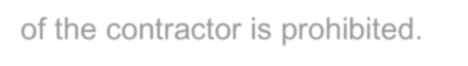 of the contractor is prohibited.